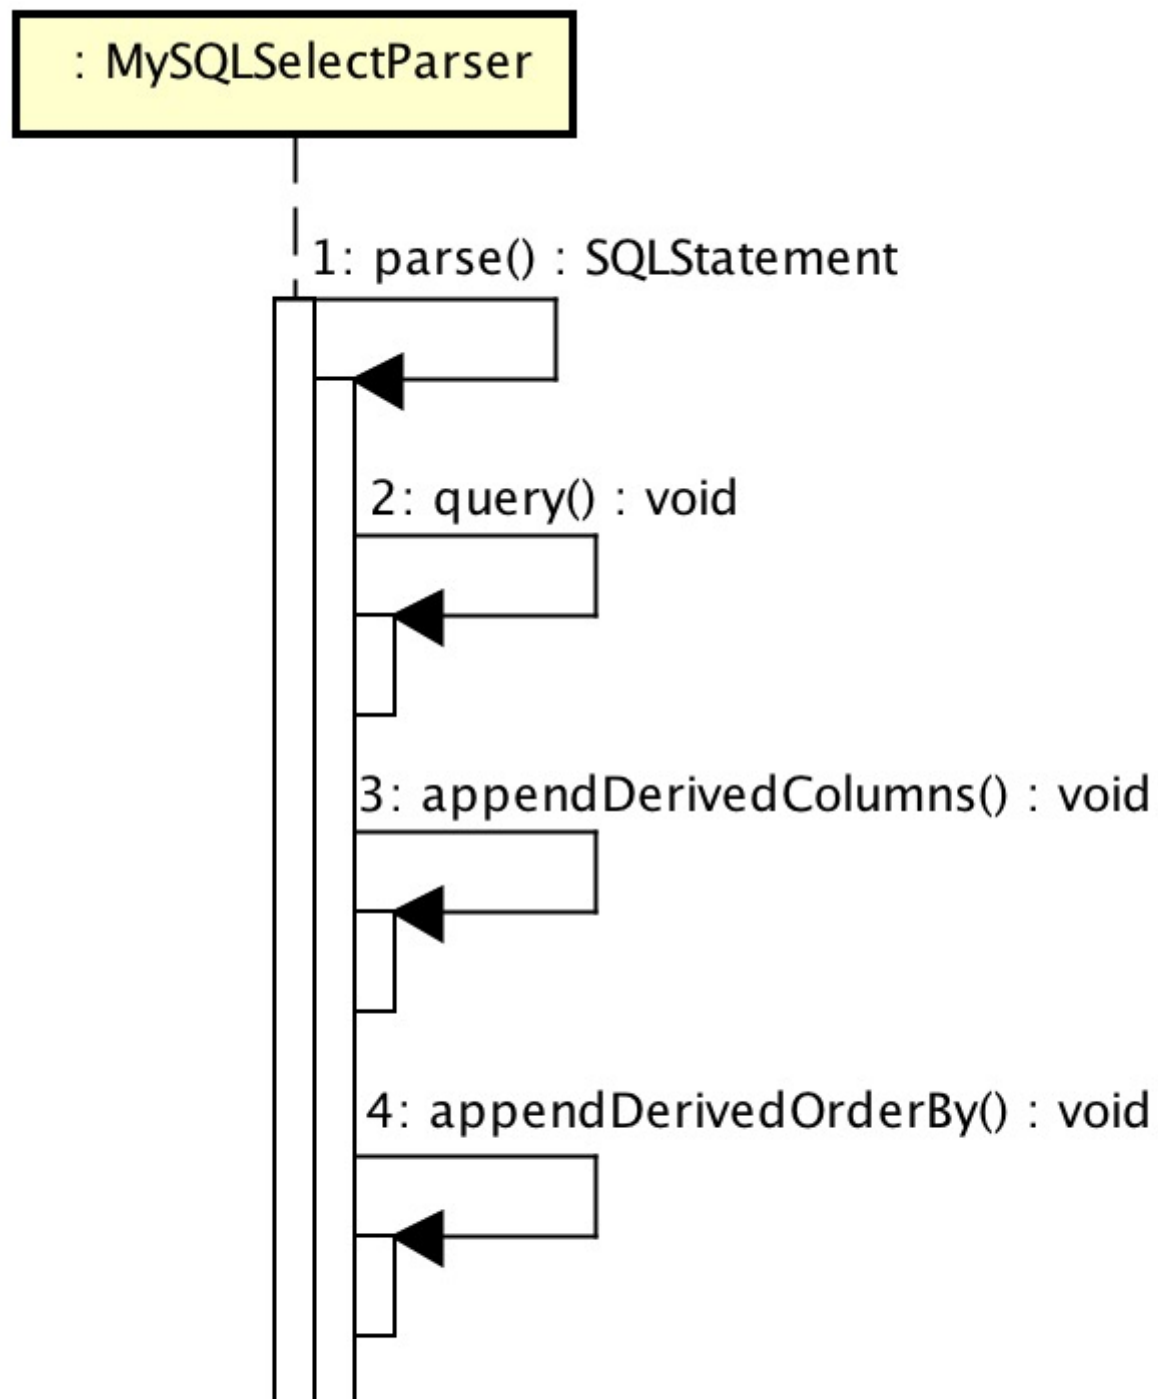 : MySQLSelectParser
1: parse() : SQLStatement
2: query() : void
3: appendDerivedColumns() : void
4: appendDerivedOrderBy() : void